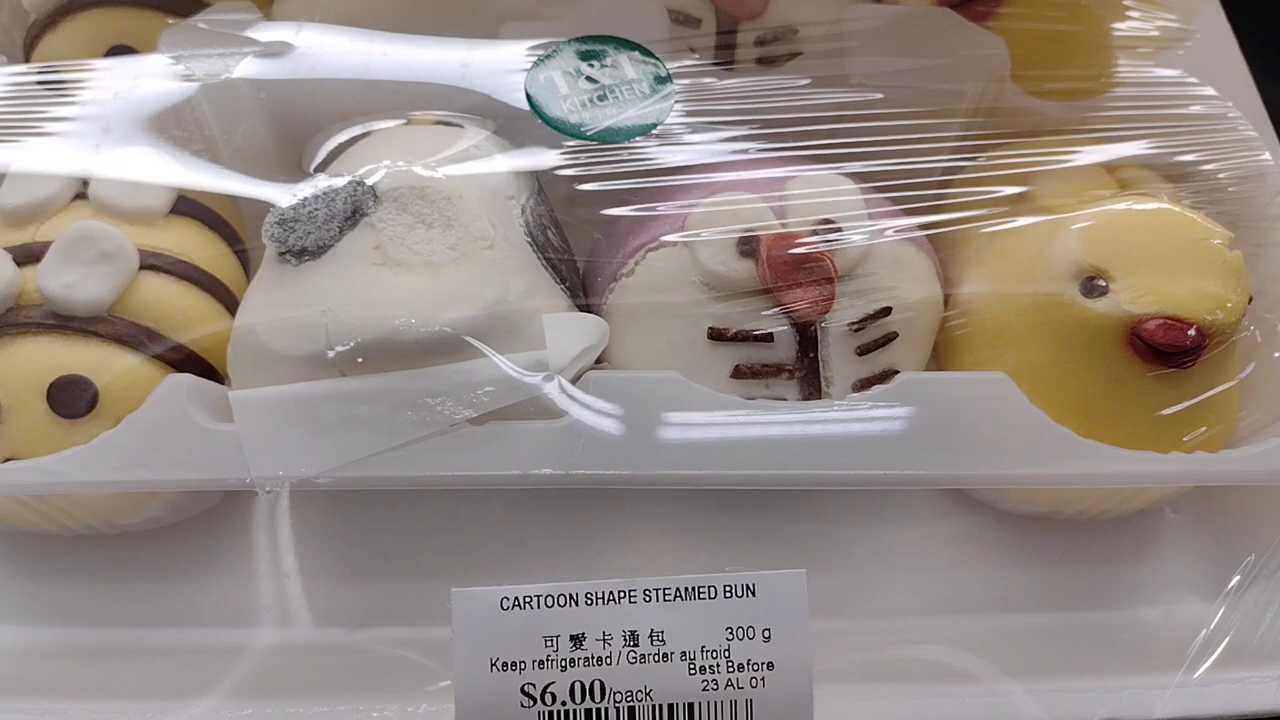 T&T
KITCHEN
CARTOON SHAPE STEAMED BUN
可愛卡通包
300 g
Keep refrigerated / Garder au froid
Best Before
$6.00/pack
23 AL 01